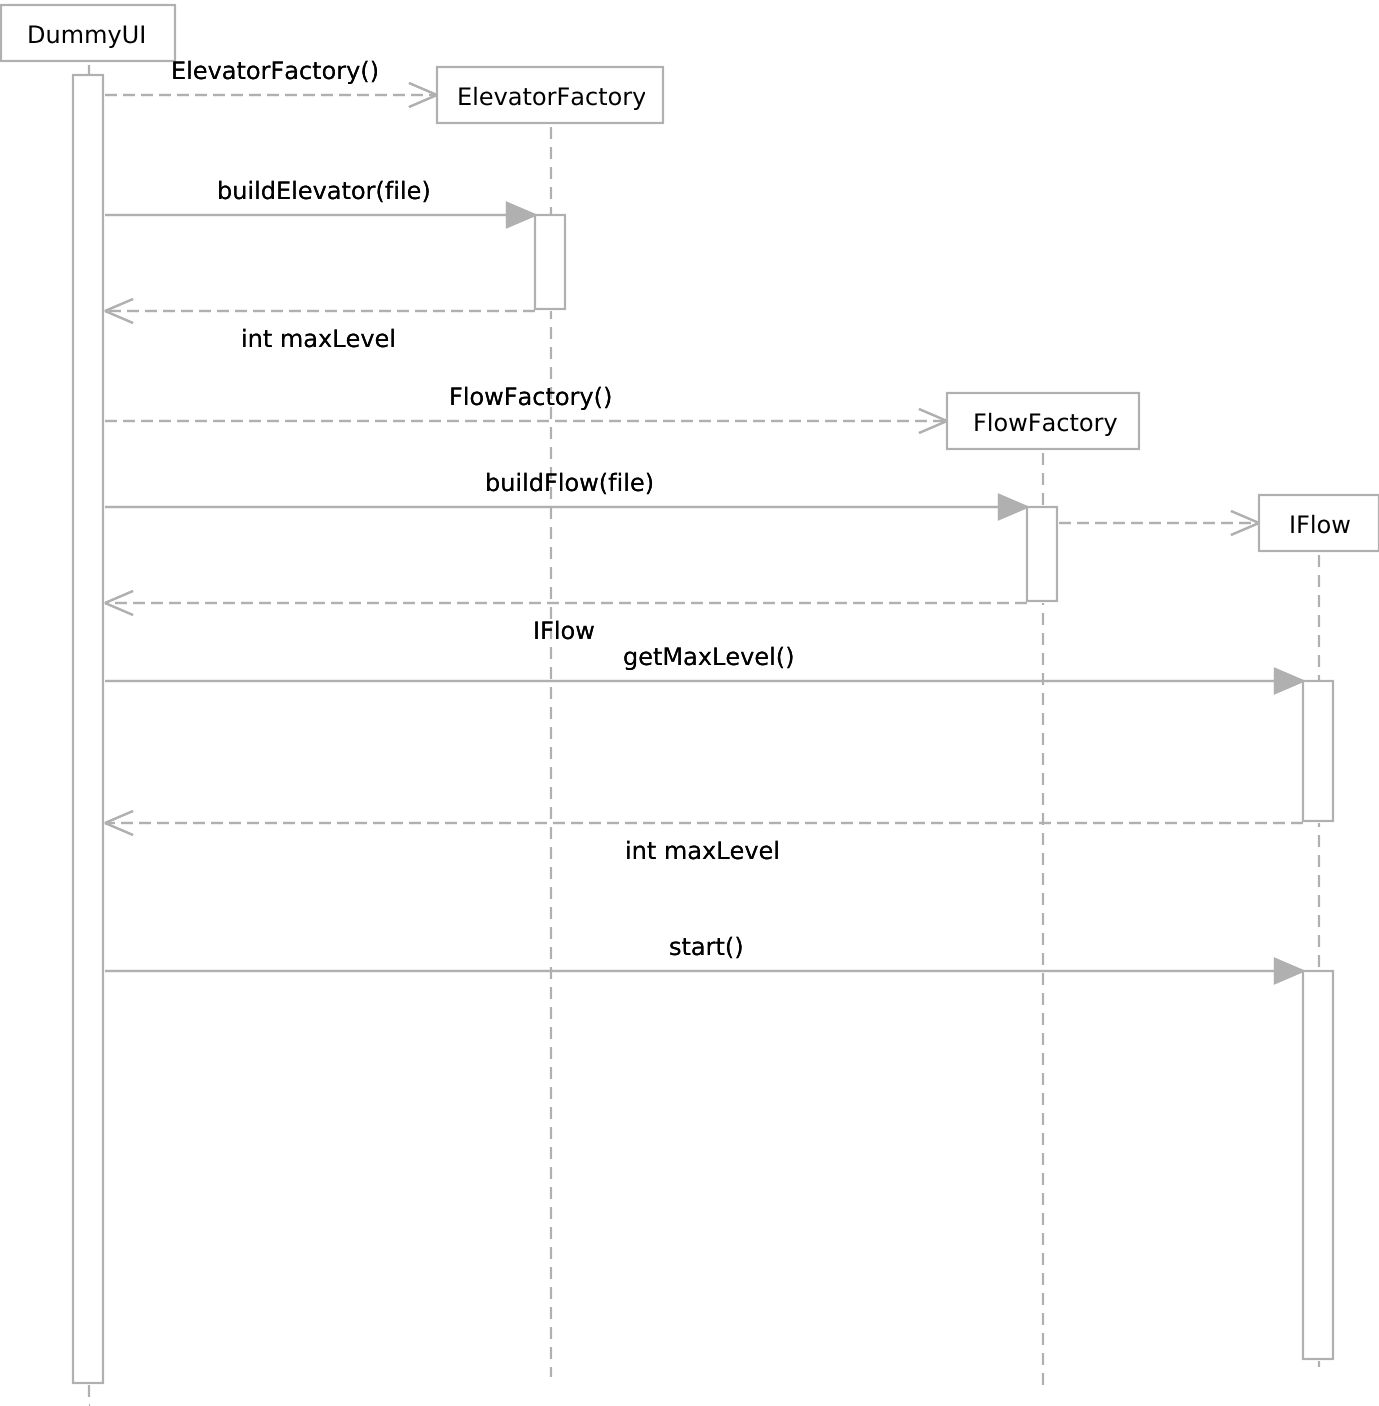 DummyUI
ElevatorFactory()
ElevatorFactory
buildElevator(file)
int maxLevel
FlowFactory()
FlowFactory
buildFlow(file)
IFlow
IFlow
getMaxLevel()
int maxLevel
start()